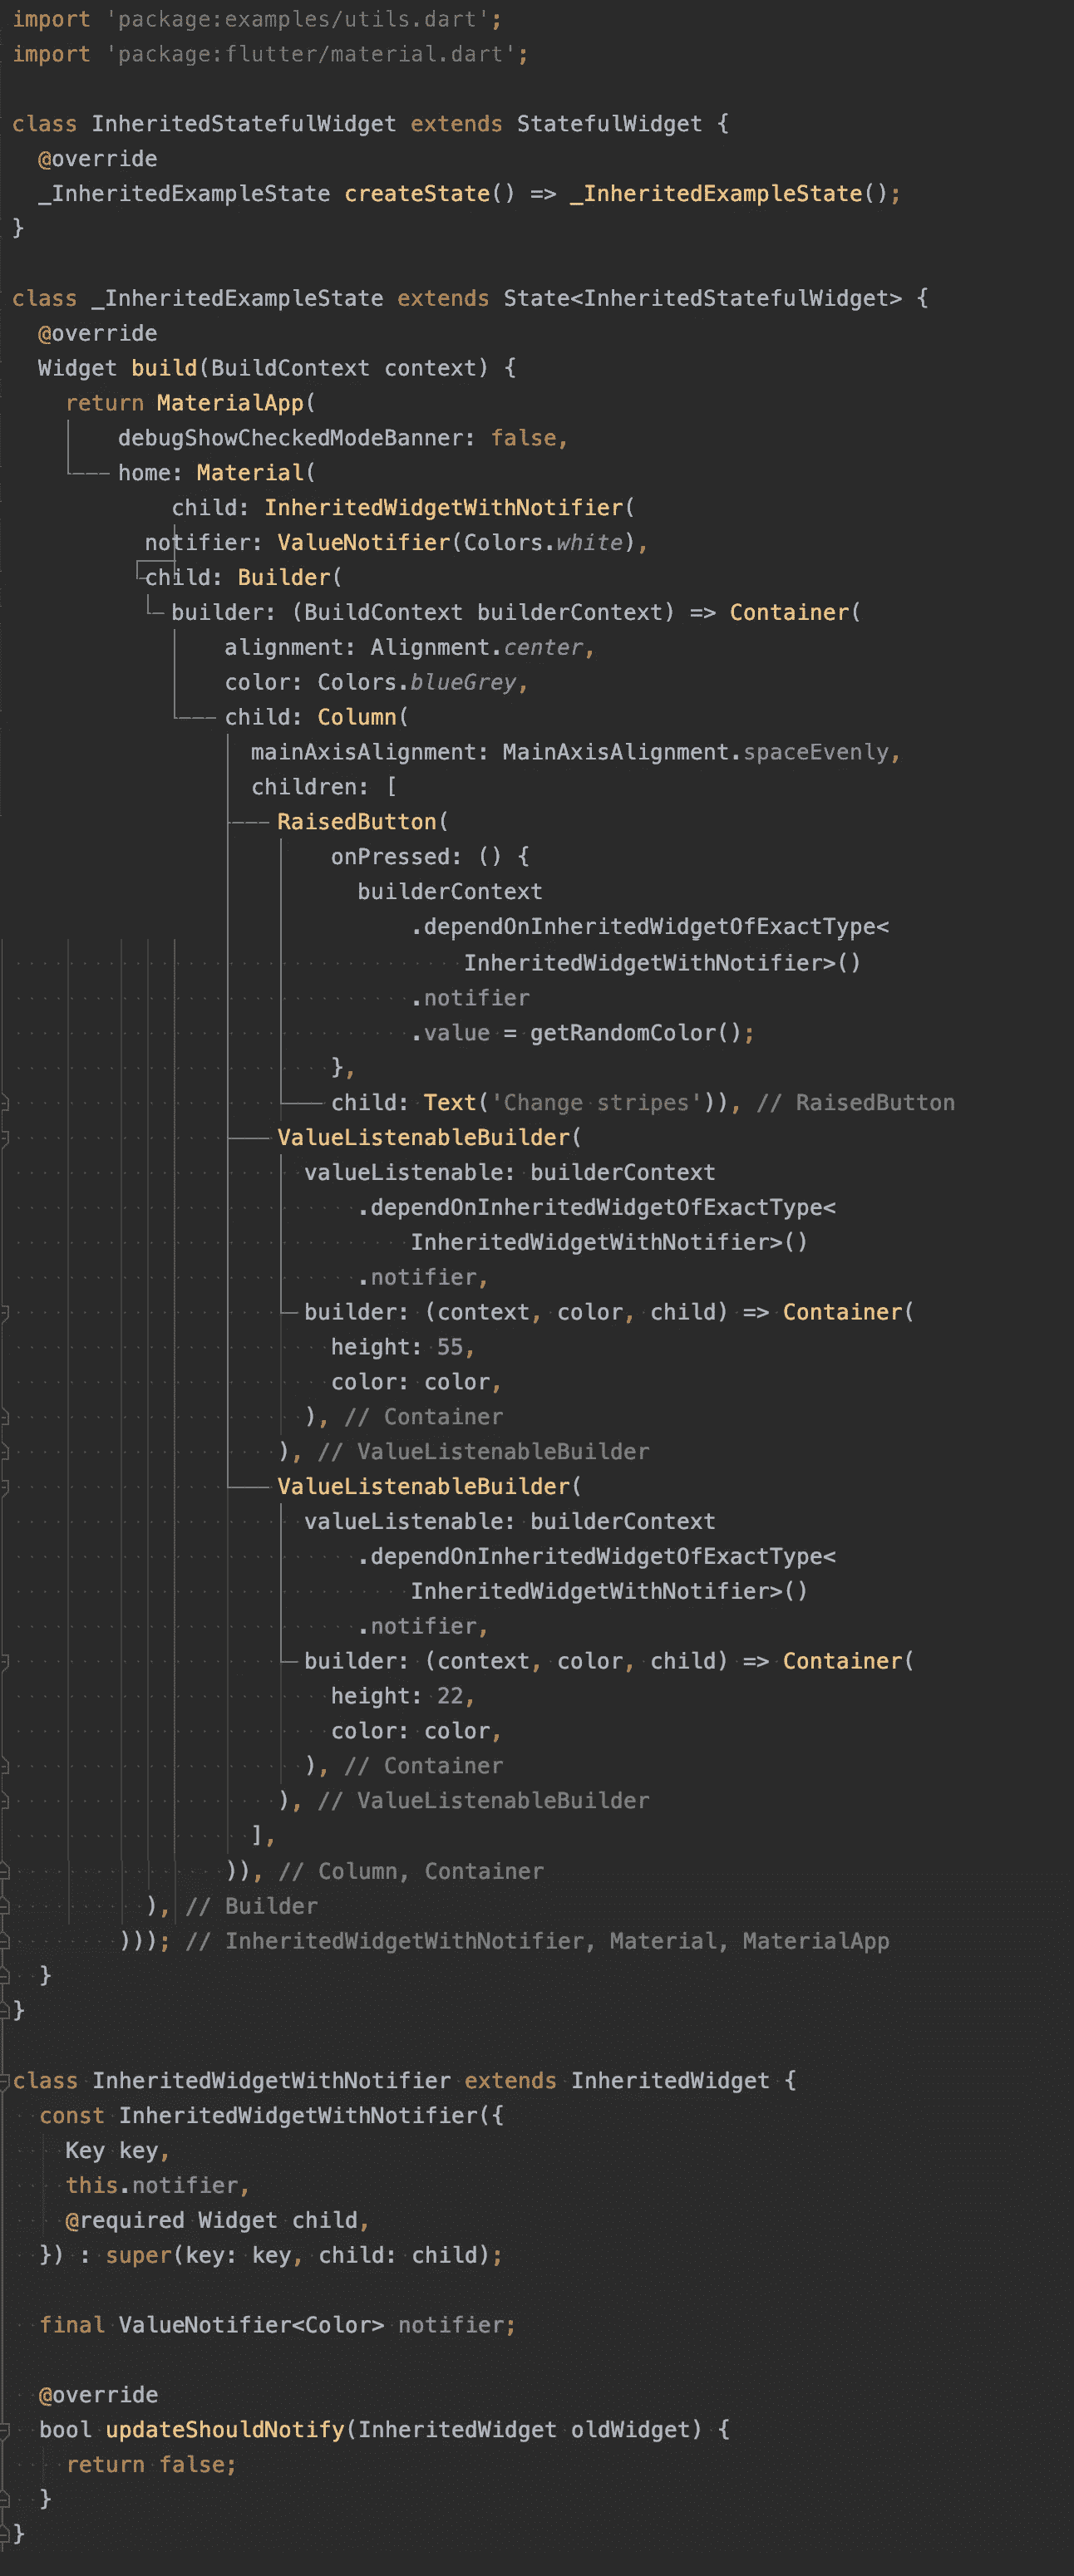 import 'package:examples/utils.dart';
import 'package:flutter/material.dart';

class InheritedStatefulWidget extends StatefulWidget {
  @override
  _InheritedExampleState createState() => _InheritedExampleState();
}

class _InheritedExampleState extends State<InheritedStatefulWidget> {
  @override
  Widget build(BuildContext context) {
    return MaterialApp(
        debugShowCheckedModeBanner: false,
        home: Material(
            child: InheritedWidgetWithNotifier(
          notifier: ValueNotifier(Colors.white),
          child: Builder(
            builder: (BuildContext builderContext) => Container(
                alignment: Alignment.center,
                color: Colors.blueGrey,
                child: Column(
                  mainAxisAlignment: MainAxisAlignment.spaceEvenly,
                  children: [
                    RaisedButton(
                        onPressed: () {
                          builderContext
                              .dependOnInheritedWidgetOfExactType<
                                  InheritedWidgetWithNotifier>()
                              .notifier
                              .value = getRandomColor();
                        },
                        child: Text('Change stripes')), // RaisedButton
                    ValueListenableBuilder(
                      valueListenable: builderContext
                          .dependOnInheritedWidgetOfExactType<
                              InheritedWidgetWithNotifier>()
                          .notifier,
                      builder: (context, color, child) => Container(
                        height: 55,
                        color: color,
                      ), // Container
                    ), // ValueListenableBuilder
                    ValueListenableBuilder(
                      valueListenable: builderContext
                          .dependOnInheritedWidgetOfExactType<
                              InheritedWidgetWithNotifier>()
                          .notifier,
                      builder: (context, color, child) => Container(
                        height: 22,
                        color: color,
                      ), // Container
                    ), // ValueListenableBuilder
                  ],
                )), // Column, Container
          ), // Builder
        ))); // InheritedWidgetWithNotifier, Material, MaterialApp
  }
}

class InheritedWidgetWithNotifier extends InheritedWidget {
  const InheritedWidgetWithNotifier({
    Key key,
    this.notifier,
    @required Widget child,
  }) : super(key: key, child: child);

  final ValueNotifier<Color> notifier;

  @override
  bool updateShouldNotify(InheritedWidget oldWidget) {
    return false;
  }
}